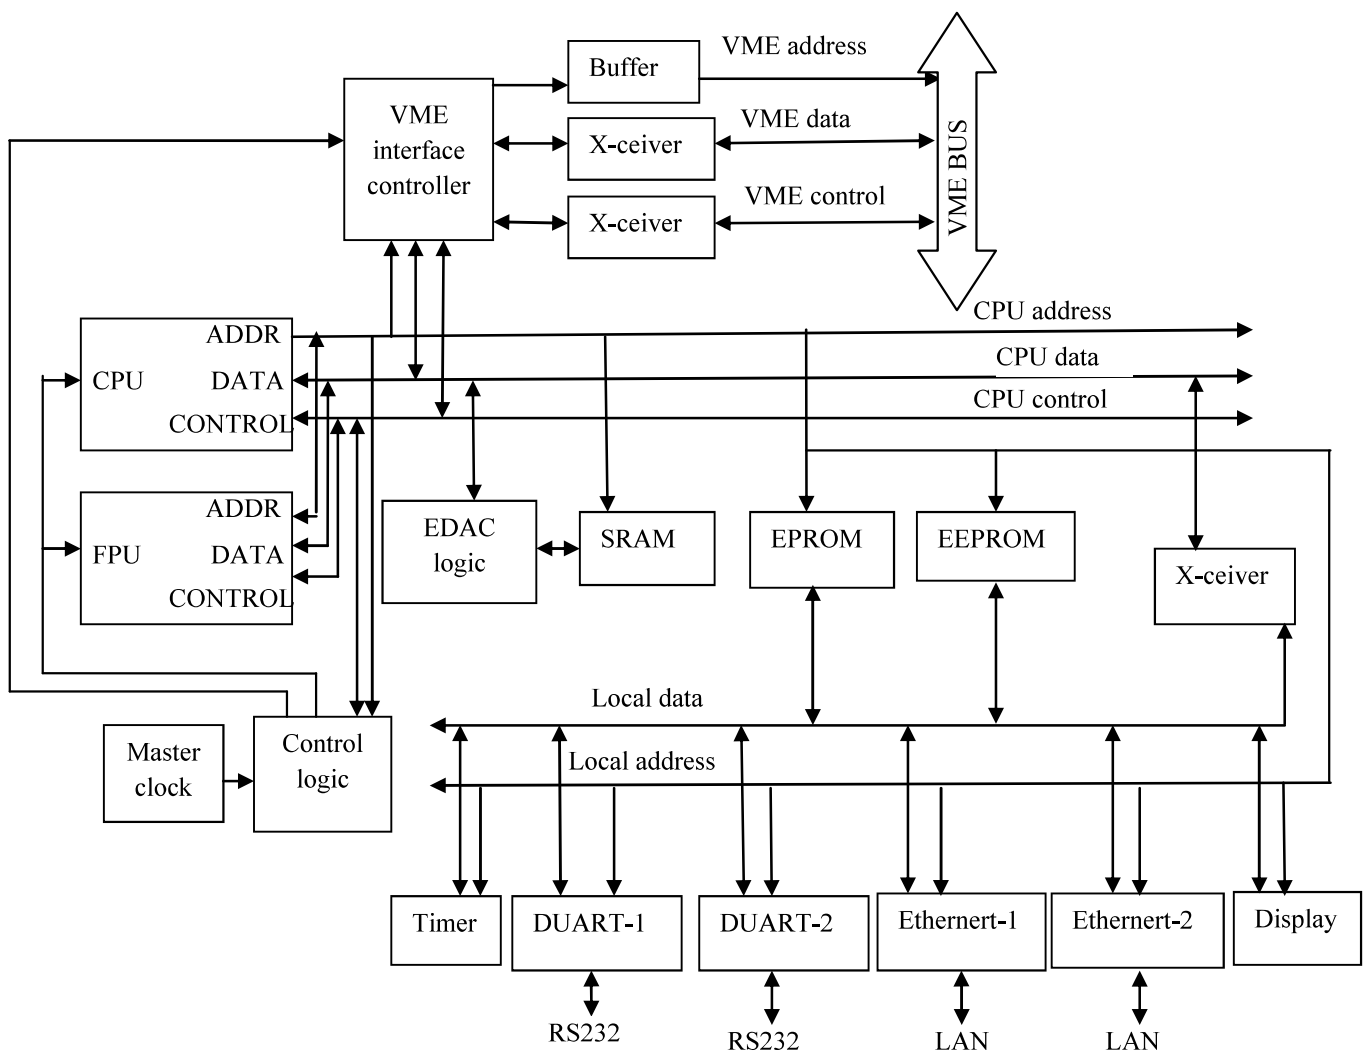 VME address
Buffer
VME
interface
controller
VME data
X-ceiver
VME control
X-ceiver
VME BUS
CPU address
ADDR
CPU data
CPU
DATA
CPU control
CONTROL
ADDR
FPU
DATA
CONTROL
EDAC
logic
SRAM
EPROM
EEPROM
X-ceiver
Local data
Master
clock
Control
logic
Local address
Timer
DUART-1
DUART-2
Ethernert-1
Ethernert-2
Display
RS232
RS232
LAN
LAN